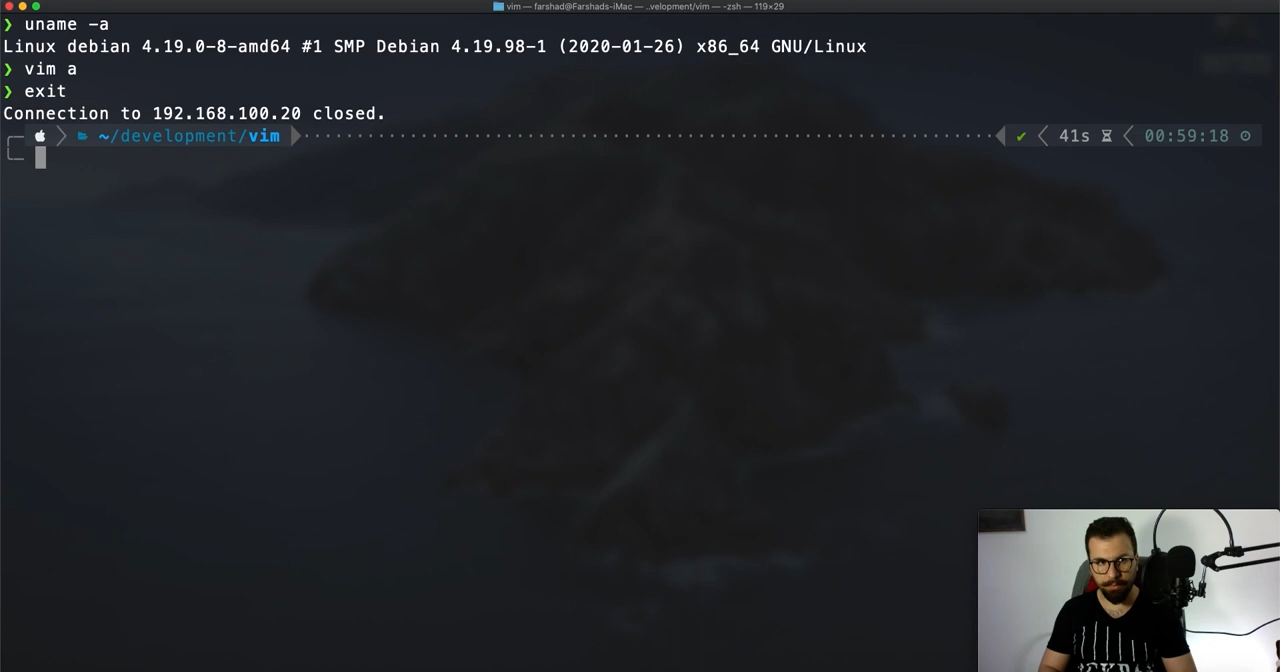 vim — farshad@Farshads-iMac — ..velopment/vim — -zsh — 119×29
❯ uname -a
Linux debian 4.19.0-8-amd64 #1 SMP Debian 4.19.98-1 (2020-01-26) x86_64 GNU/Linux
❯ vim a
❯ exit
Connection to 192.168.100.20 closed.
~/development/vim ✔ 41s 00:59:18